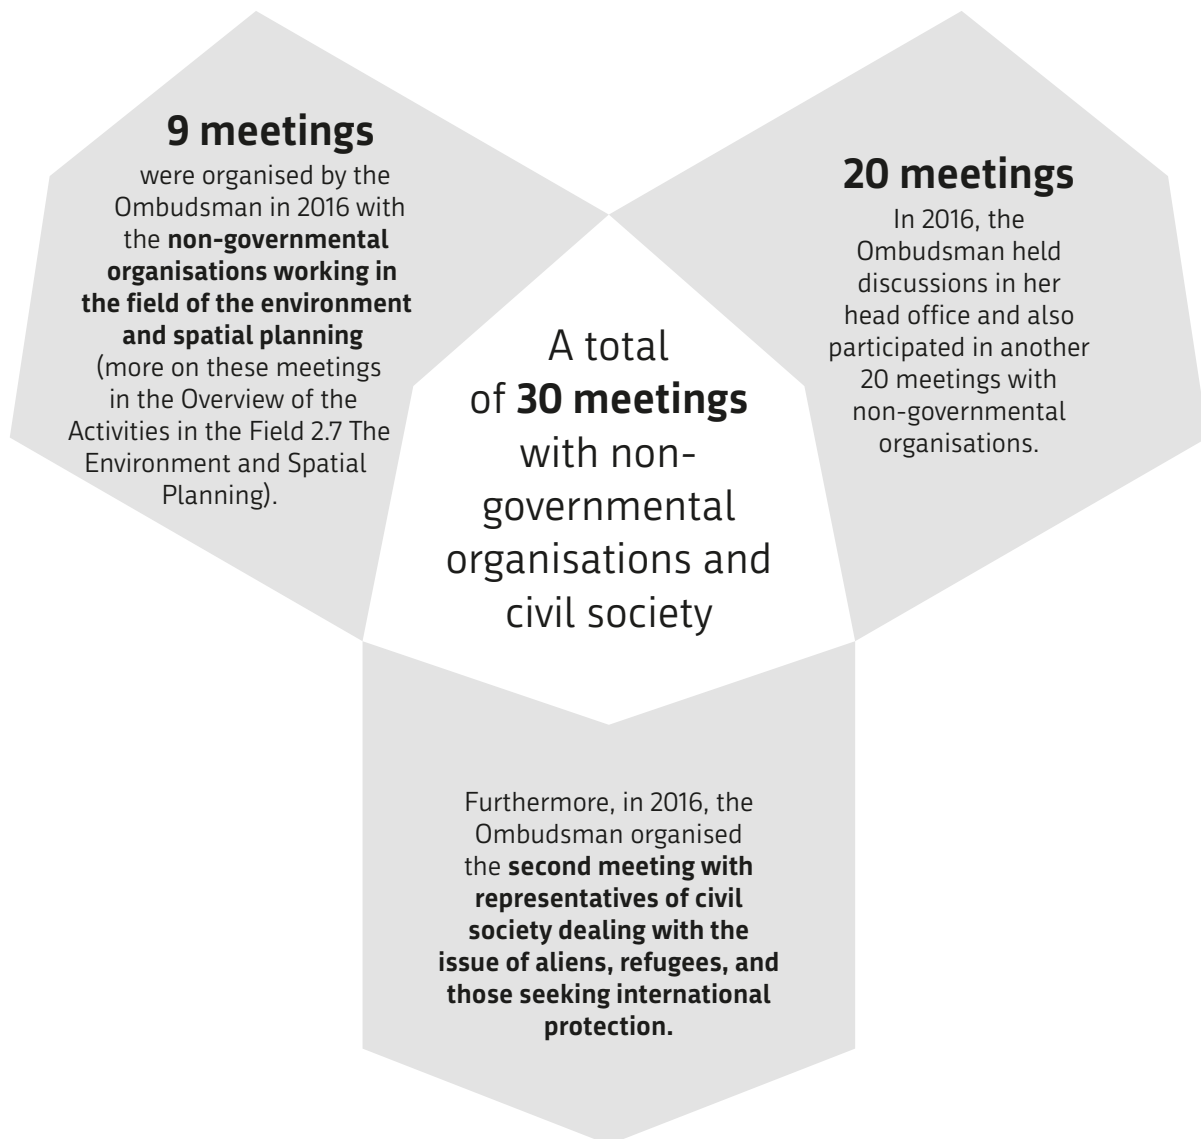 9 meetings
were organised by the
Ombudsman in 2016 with
the non-governmental
organisations working in
the field of the environment
and spatial planning
(more on these meetings
in the Overview of the
Activities in the Field 2.7 The
Environment and Spatial
Planning).
20 meetings
In 2016, the
Ombudsman held
discussions in her
head office and also
participated in another
20 meetings with
non-governmental
organisations.
A total
of 30 meetings
with non-
governmental
organisations and
civil society
Furthermore, in 2016, the
Ombudsman organised
the second meeting with
representatives of civil
society dealing with the
issue of aliens, refugees, and
those seeking international
protection.